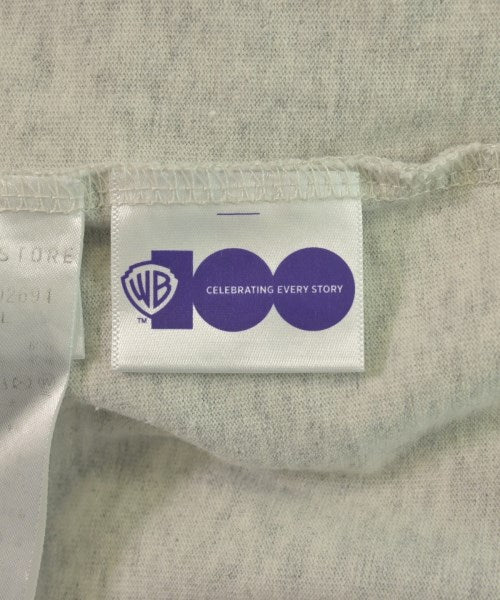 STORE
L
WB
TM
100
CELEBRATING EVERY STORY